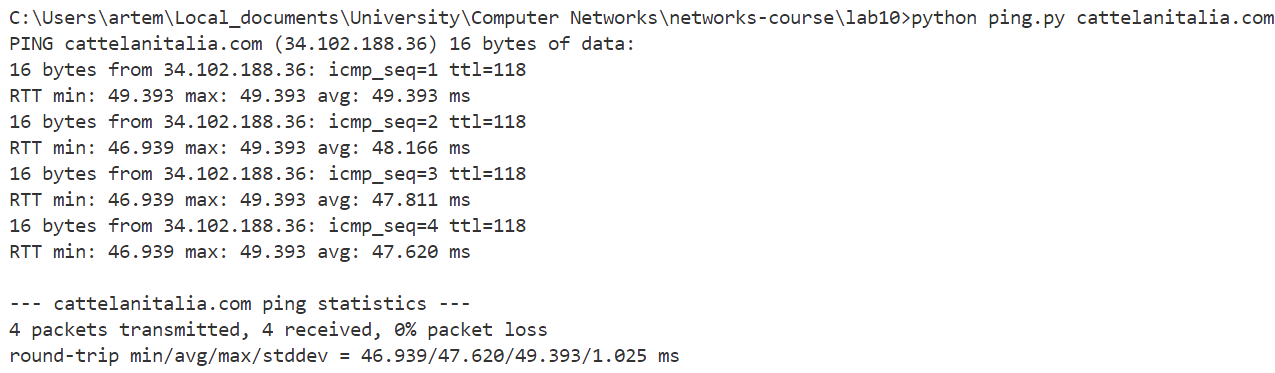 C:\Users\artem\Local_documents\University\Computer Networks\networks-course\lab10>python ping.py cattelanitalia.com
PING cattelanitalia.com (34.102.188.36) 16 bytes of data:
16 bytes from 34.102.188.36: icmp_seq=1 ttl=118
RTT min: 49.393 max: 49.393 avg: 49.393 ms
16 bytes from 34.102.188.36: icmp_seq=2 ttl=118
RTT min: 46.939 max: 49.393 avg: 48.166 ms
16 bytes from 34.102.188.36: icmp_seq=3 ttl=118
RTT min: 46.939 max: 49.393 avg: 47.811 ms
16 bytes from 34.102.188.36: icmp_seq=4 ttl=118
RTT min: 46.939 max: 49.393 avg: 47.620 ms

--- cattelanitalia.com ping statistics ---
4 packets transmitted, 4 received, 0% packet loss
round-trip min/avg/max/stddev = 46.939/47.620/49.393/1.025 ms